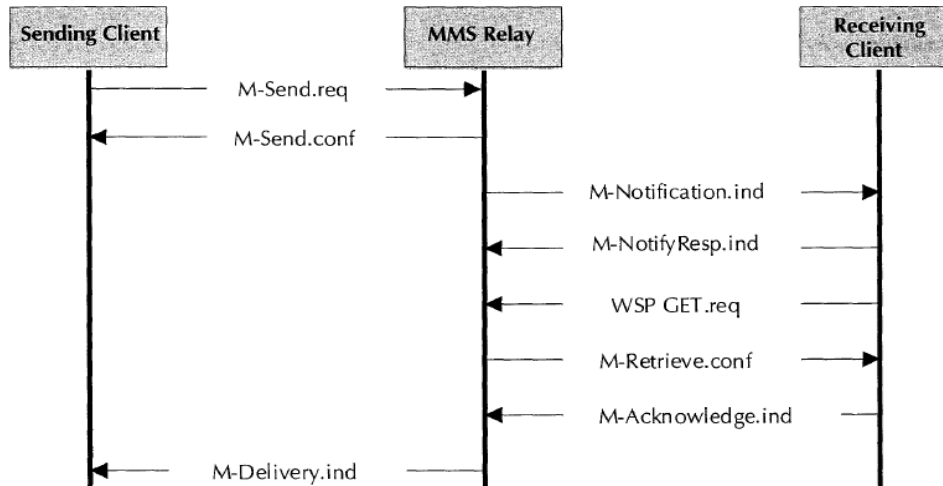 Sending Client
MMS Relay
Receiving
Client
M-Send.req
M-Send.conf
M-Notification.ind
M-NotifyResp.ind
WSP GET.req
M-Retrieve.conf
M-Acknowledge.ind
M-Delivery.ind